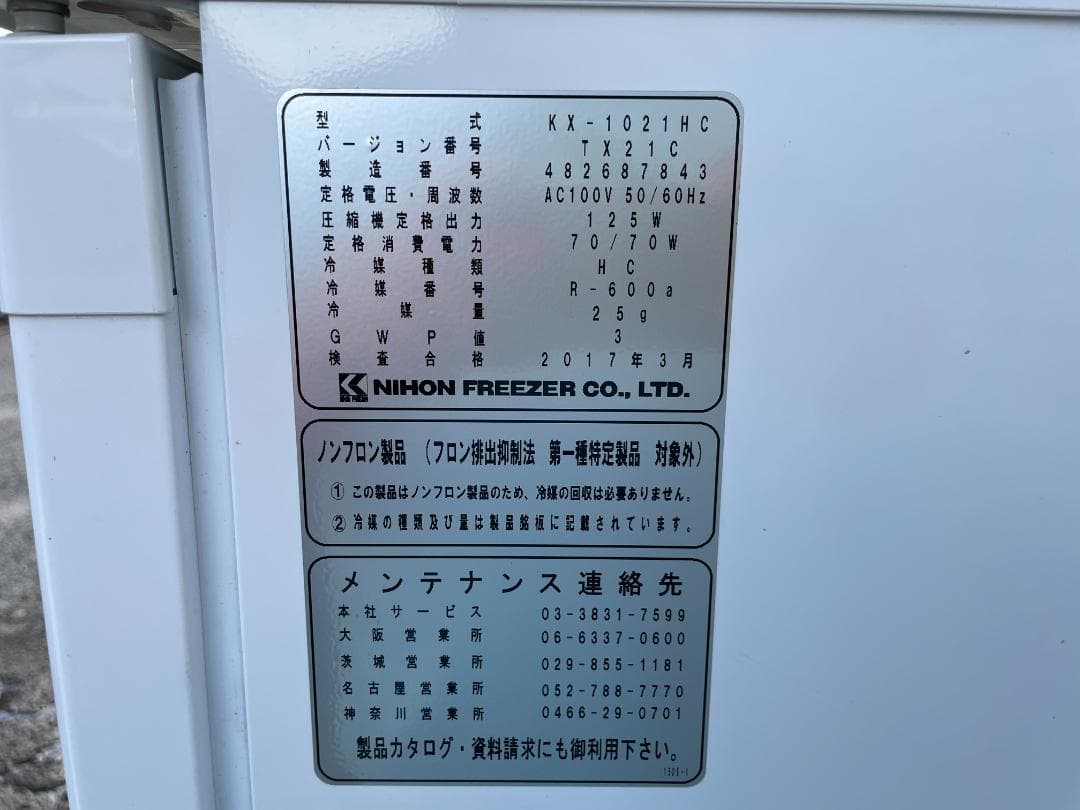 型式 KX-1021HC
バージョン番号 TX21C
製造番号 482687843
定格電圧・周波数 AC100V 50/60Hz
圧縮機定格出力 125W
定格消費電力 70/70W
冷媒種類 HC
冷媒番号 R-600a
冷媒量 25g
GWP値 3
検査合格 2017年3月
NIHON FREEZER CO., LTD.
ノンフロン製品 (フロン排出抑制法 第一種特定製品 対象外)
① この製品はノンフロン製品のため、冷媒の回収は必要ありません。
② 冷媒の種類及び量は製品銘板に記載されています。
メンテナンス連絡先
本社サービス 03-3831-7599
大阪営業所 06-6337-0600
茨城営業所 029-855-1181
名古屋営業所 052-788-7770
神奈川営業所 0466-29-0701
製品カタログ・資料請求にも御利用下さい。